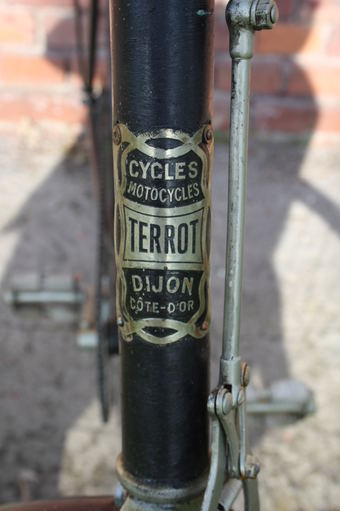 CYCLES
MOTOCYCLES
TERROT
DIJON
CÔTE-D'OR